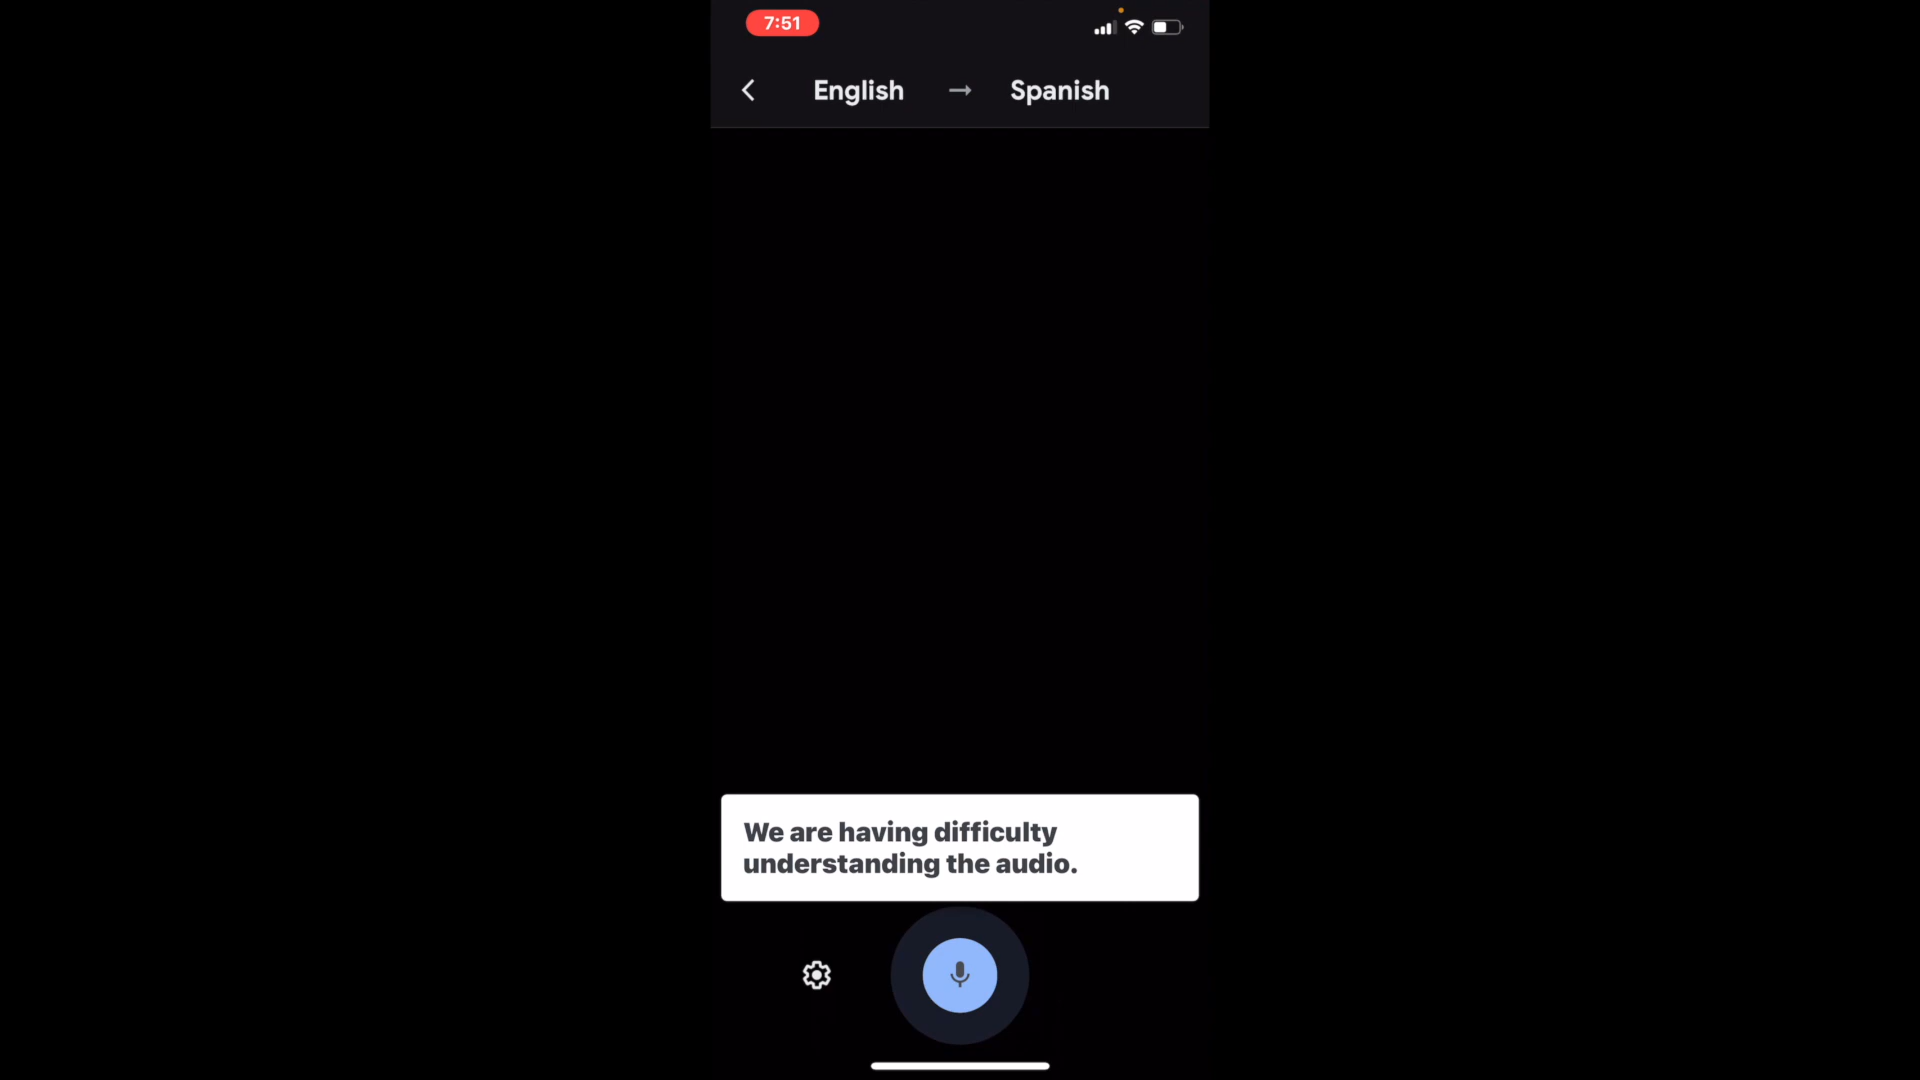 7:51
English → Spanish
We are having difficulty
understanding the audio.